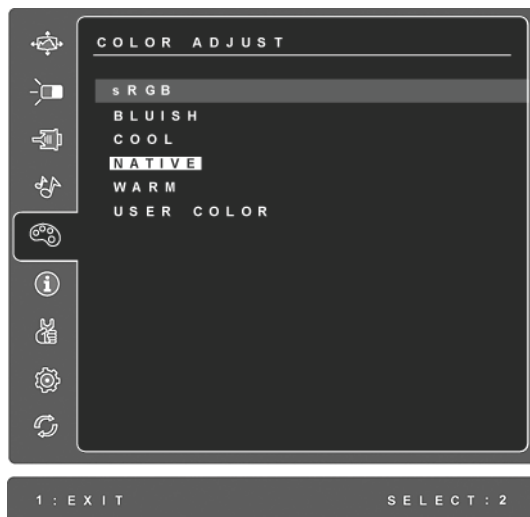 COLOR ADJUST
sRGB
BLUISH
COOL
NATIVE
WARM
USER COLOR
1:EXIT SELECT:2